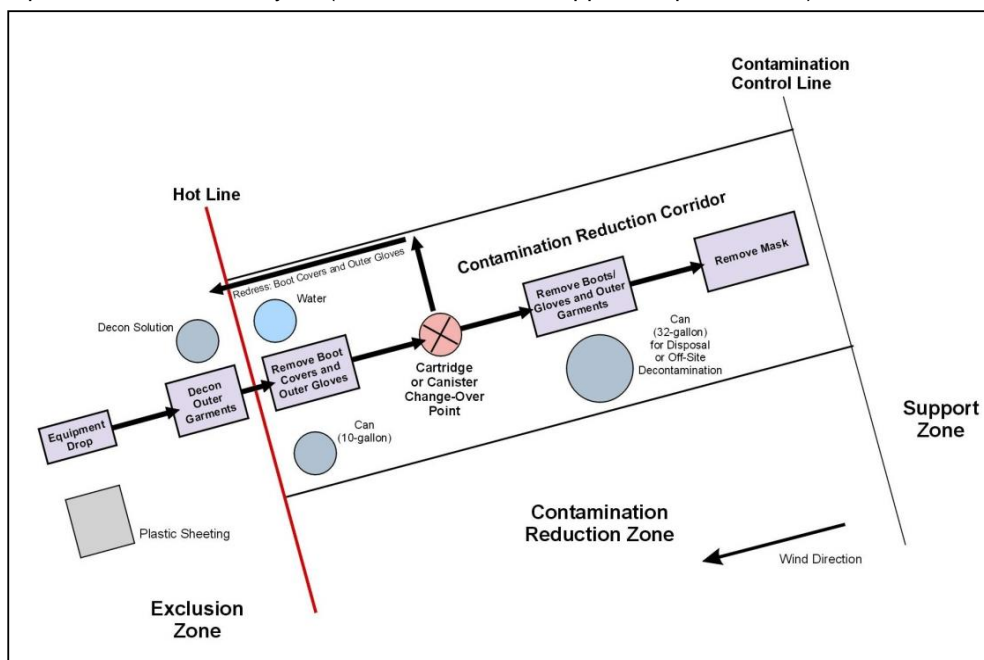 Contamination
Control Line
Hot Line
Contamination Reduction Corridor
Remove Mask
Redress: Boot Covers and Outer Gloves
Remove Boots/
Gloves and Outer
Garments
Water
Decon Solution
Can
(32-gallon)
for Disposal
or Off-Site
Decontamination
Remove Boot
Covers and
Outer Gloves
Cartridge
or Canister
Change-Over
Point
Decon
Outer
Garments
Equipment
Drop
Can
(10-gallon)
Support
Zone
Plastic Sheeting
Contamination
Reduction Zone
Wind Direction
Exclusion
Zone